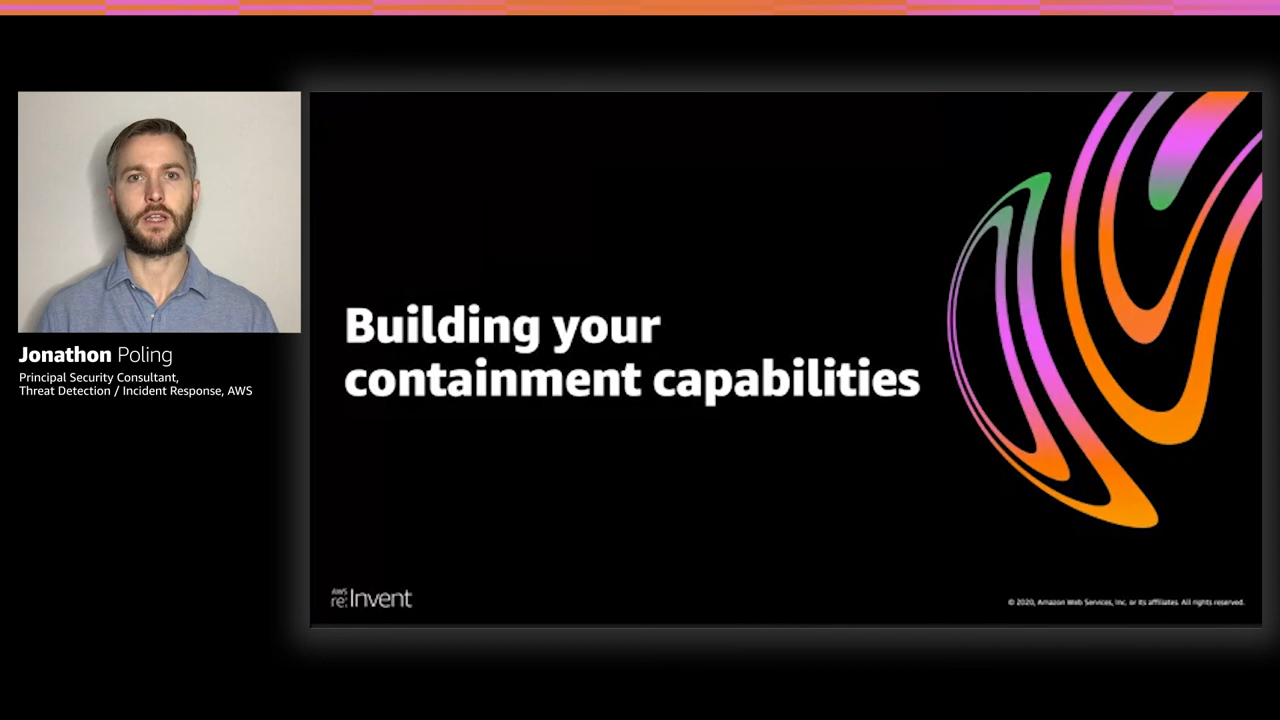 Jonathon Poling
Principal Security Consultant,
Threat Detection / Incident Response, AWS
Building your
containment capabilities
AWS
re:Invent
© 2020, Amazon Web Services, Inc. or its affiliates. All rights reserved.